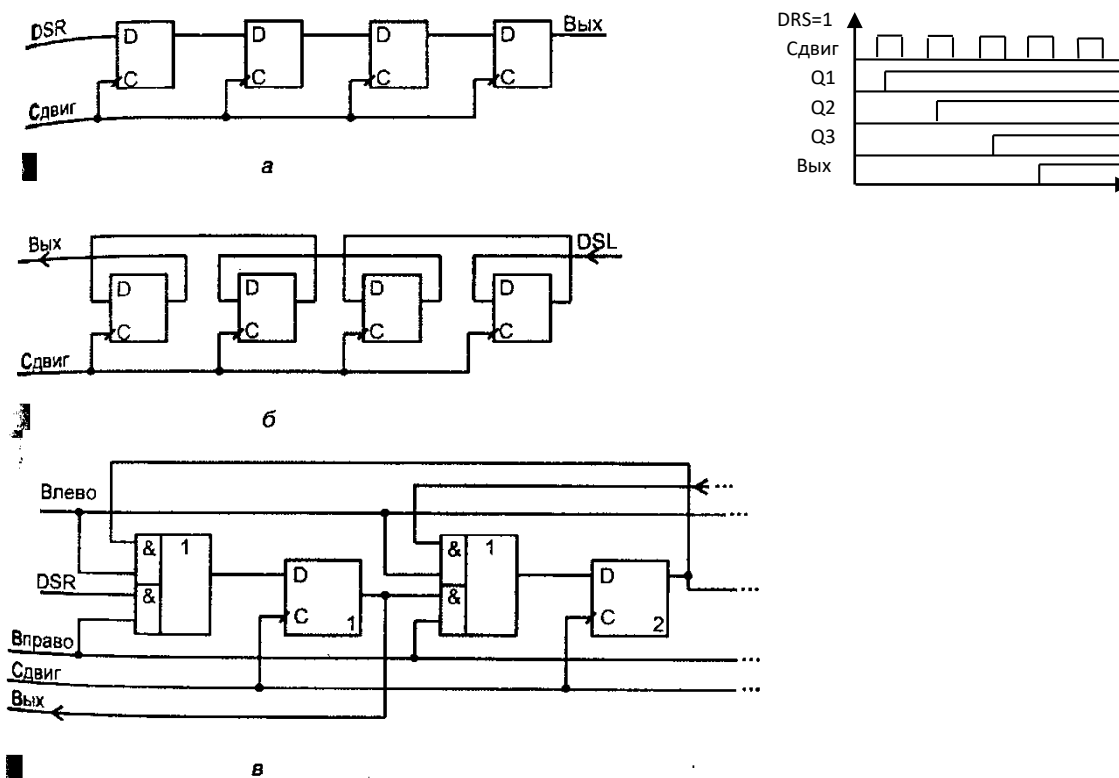 DSR
D
D
D
D
Вых
C
C
C
C
Сдвиг
а
DRS=1
Сдвиг
Q1
Q2
Q3
Вых
Вых
DSL
D
D
D
D
C
C
C
C
Сдвиг
б
Влево
...
...
& 1
& 1
D
D
DSR
&
&
...
C
C
1
2
Вправо
...
Сдвиг
...
Вых
в